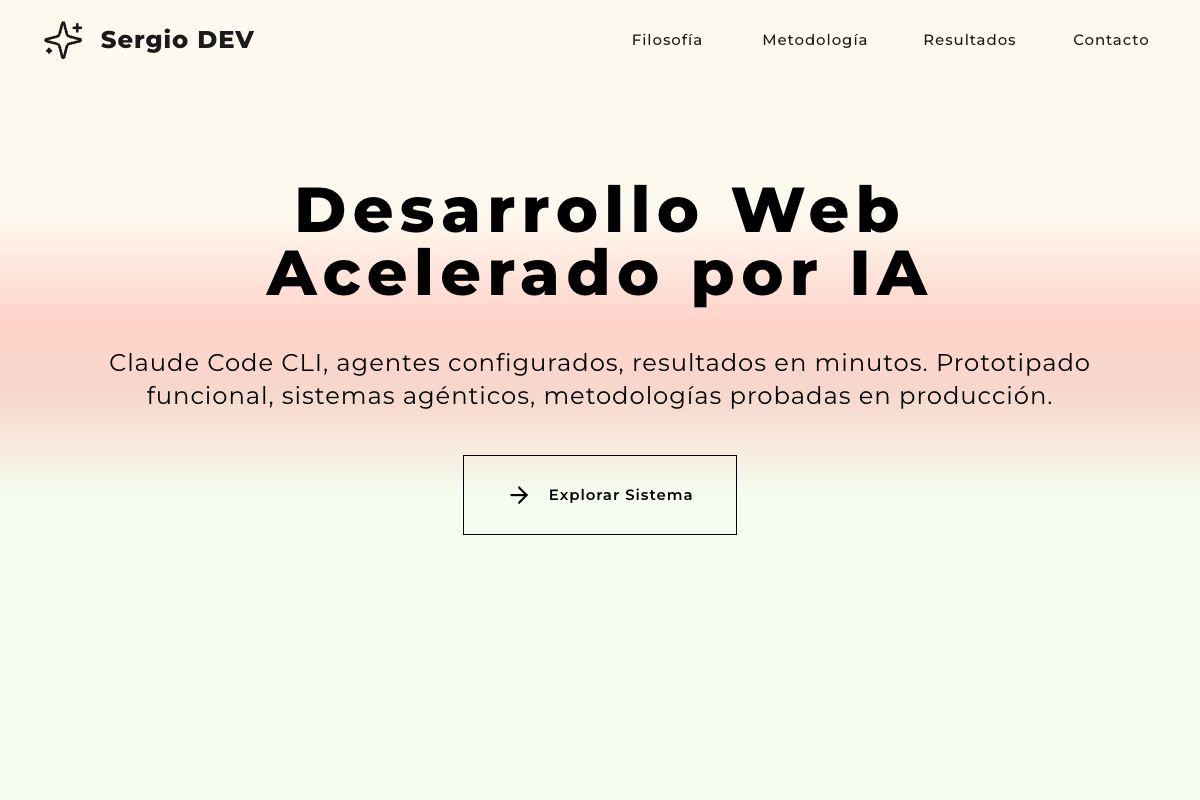 Sergio DEV
Filosofía
Metodología
Resultados
Contacto
Desarrollo Web
Acelerado por IA
Claude Code CLI, agentes configurados, resultados en minutos. Prototipado
funcional, sistemas agénticos, metodologías probadas en producción.
Explorar Sistema